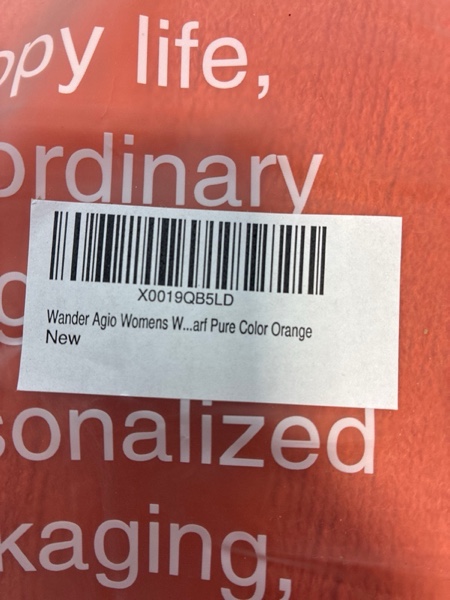 ppy life,
ordinary
X0019QB5LD
Wander Agio Womens W...arf Pure Color Orange
New
g
sonalized
kaging,